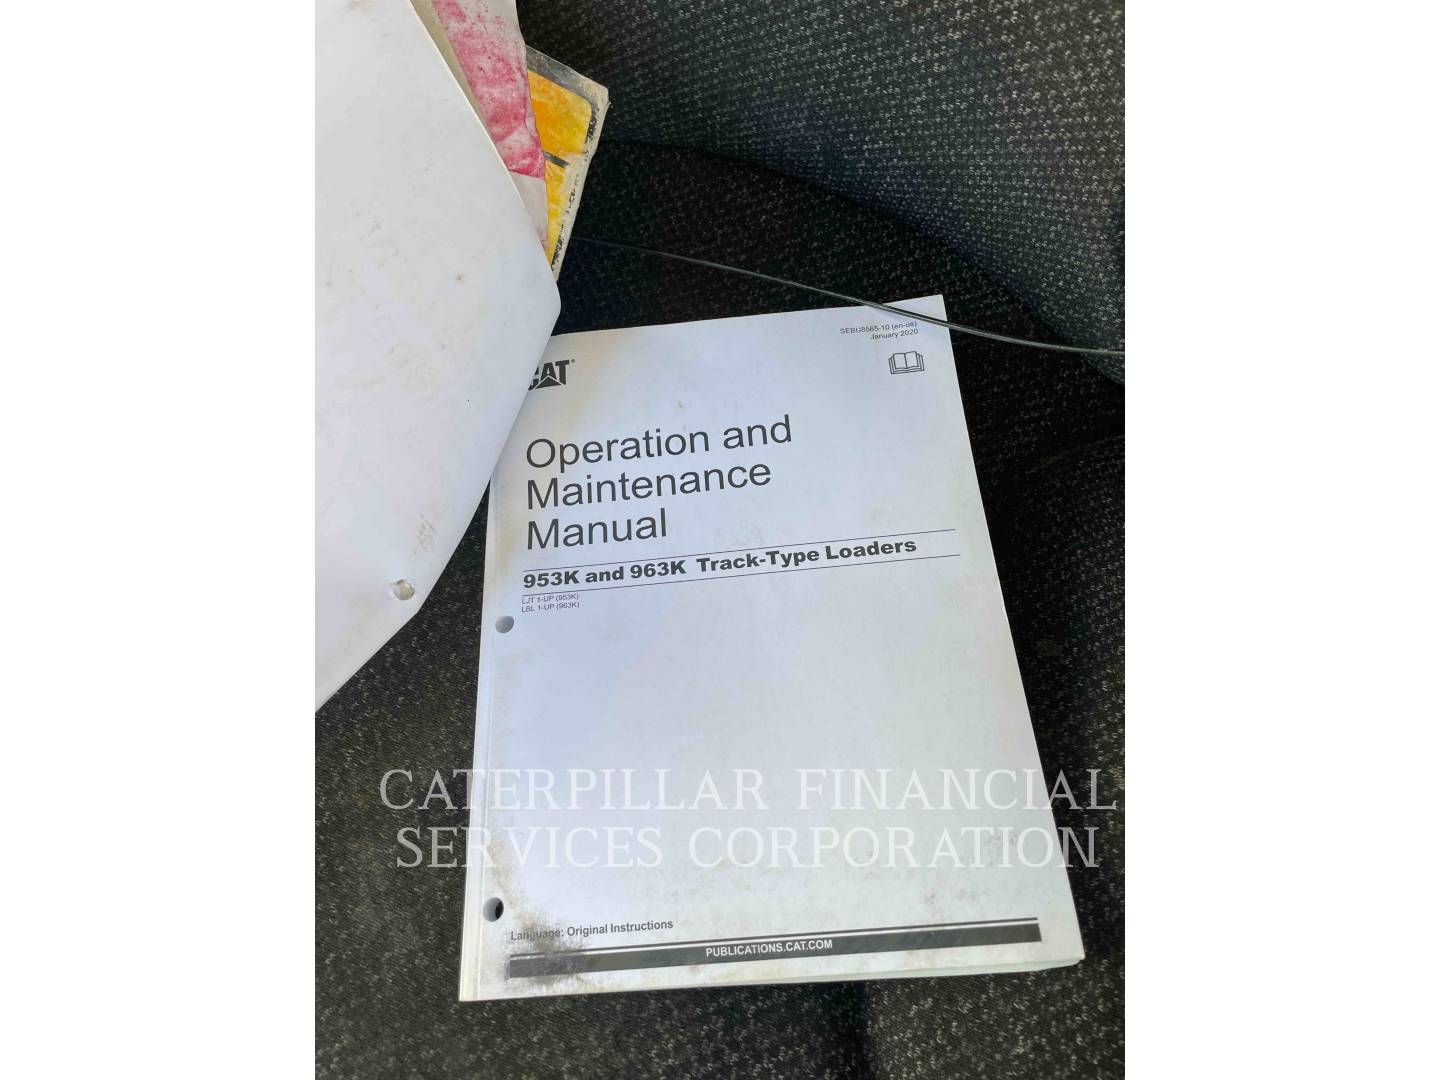 SEBU8565-10 (en-us)
January 2020
CAT®
Operation and
Maintenance
Manual
953K and 963K Track-Type Loaders
LJT 1-UP (953K)
LBL 1-UP (963K)
CATERPILLAR FINANCIAL
SERVICES CORPORATION
Language: Original Instructions
PUBLICATIONS.CAT.COM